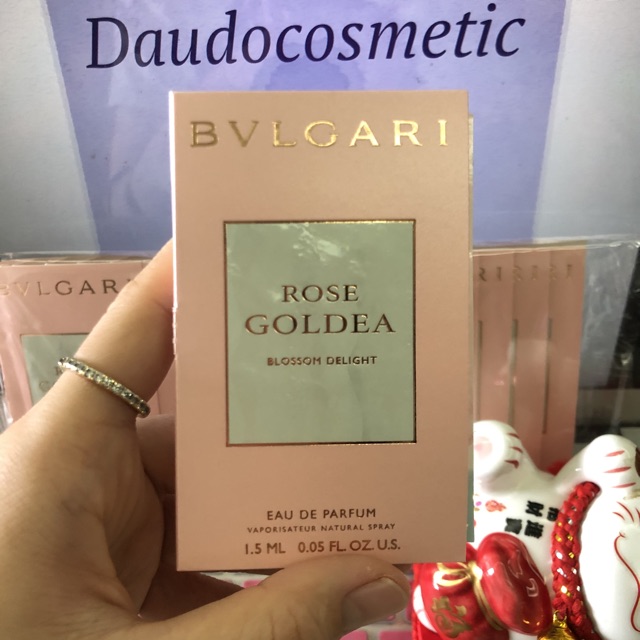 Daudocosmetic
BVLGARI
ROSE
GOLDEA
BLOSSOM DELIGHT
EAU DE PARFUM
VAPORISATEUR NATURAL SPRAY
1.5 ML 0.05 FL. OZ. U.S.
BVLGARI